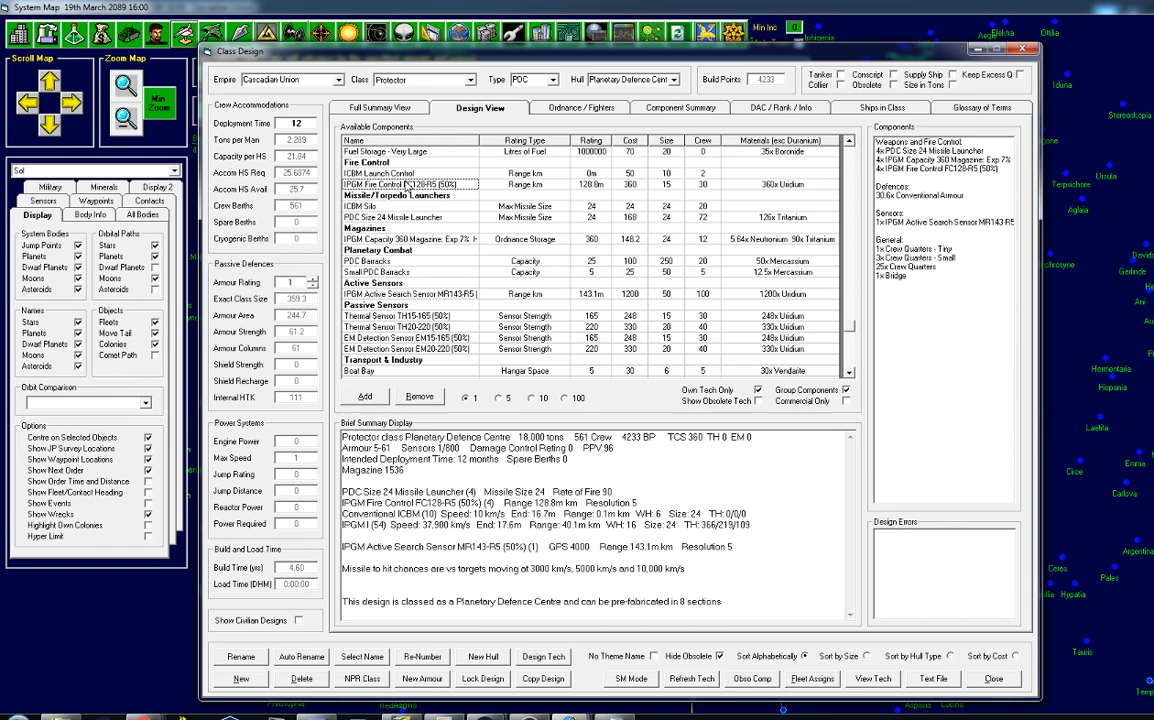 System Map 19th March 2089 16:00
Min Inc
0
Elektra
Ottilia
Iduna
Stereoskopia
Terpsichore
Ursula
Aglaja
Gerlinde
Diphyrosyne
Ani
Chryseis
Hermentaria
Hispania
Laetitia
Circe
Emma
Carlova
Argentina
Ceres
Hypatia
Pales
Tauris
Scroll Map
Zoom Map
Min
Zoom
Sol
Military
Minerals
Display 2
Sensors
Waypoints
Contacts
Display
Body Info
All Bodies
System Bodies
Orbital Paths
Jump Points
Stars
Planets
Planets
Dwarf Planets
Dwarf Planets
Moons
Moons
Asteroids
Asteroids
Names
Objects
Stars
Fleets
Planets
Move Tail
Dwarf Planets
Colonies
Moons
Comet Path
Asteroids
Orbit Comparison
Options
Centre on Selected Objects
Show JP Survey Locations
Show Waypoint Locations
Show Next Order
Show Order Time and Distance
Show Fleet/Contact Heading
Show Events
Show Wrecks
Highlight Own Colonies
Hyper Limit
Class Design
Empire Cascadian Union Class Protector Type PDC Hull Planetary Defence Cent Build Points 4233
Tanker Conscript Supply Ship Keep Excess Q
Collier Obsolete Size in Tons
Crew Accommodations
Deployment Time 12
Tons per Man 2.289
Capacity per HS 21.84
Accom HS Req 25.6874
Accom HS Avail 25.7
Crew Berths 561
Spare Berths 0
Cryogenic Berths 0
Passive Defences
Armour Rating 1
Exact Class Size 359.3
Armour Area 244.7
Armour Strength 61.2
Armour Columns 61
Shield Strength 0
Shield Recharge 0
Internal HTK 111
Power Systems
Engine Power 0
Max Speed 1
Jump Rating 0
Jump Distance 0
Reactor Power 0
Power Required 0
Build and Load Time
Build Time (yrs) 4.60
Load Time (DHM) 0:00:00
Show Civilian Designs
Full Summary View Design View Ordnance / Fighters Component Summary DAC / Rank / Info Ships in Class Glossary of Terms
Available Components
Name Rating Type Rating Cost Size Crew Materials (exc Duranium)
Fuel Storage - Very Large Litres of Fuel 1000000 70 20 0 35x Boronide
Fire Control
ICBM Launch Control Range km 0m 50 10 2
IPGM Fire Control FC128-R5 (50%) Range km 128.8m 360 15 30 360x Uridium
Missile/Torpedo Launchers
ICBM Silo Max Missile Size 24 24 24 20
PDC Size 24 Missile Launcher Max Missile Size 24 168 24 72 126x Tritanium
Magazines
IPGM Capacity 360 Magazine: Exp 7% H Ordnance Storage 360 148.2 24 12 5.64x Neutronium 90x Tritanium
Planetary Combat
PDC Barracks Capacity 25 100 250 20 50x Mercassium
Small PDC Baracks Capacity 5 25 50 5 12.5x Mercassium
Active Sensors
IPGM Active Search Sensor MR143-R5 ( Range km 143.1m 1200 50 100 1200x Uridium
Passive Sensors
Thermal Sensor TH15-165 (50%) Sensor Strength 165 248 15 30 248x Uridium
Thermal Sensor TH20-220 (50%) Sensor Strength 220 330 20 40 330x Uridium
EM Detection Sensor EM15-165 (50%) Sensor Strength 165 248 15 30 248x Uridium
EM Detection Sensor EM20-220 (50%) Sensor Strength 220 330 20 40 330x Uridium
Transport & Industry
Boat Bay Hangar Space 5 30 6 5 30x Vendarite
Add Remove 1 5 10 100
Own Tech Only Group Components
Show Obsolete Tech Commercial Only
Brief Summary Display
Protector class Planetary Defence Centre 18,000 tons 561 Crew 4233 BP TCS 360 TH 0 EM 0
Armour 5-61 Sensors 1/800 Damage Control Rating 0 PPV 96
Intended Deployment Time: 12 months Spare Berths 0
Magazine 1536
PDC Size 24 Missile Launcher (4) Missile Size 24 Rate of Fire 90
IPGM Fire Control FC128-R5 (50%) (4) Range 128.8m km Resolution 5
Conventional ICBM (10) Speed: 10 km/s End: 16.7m Range: 0.1m km WH: 6 Size: 24 TH: 0/0/0
IPGM I (54) Speed: 37,900 km/s End: 17.6m Range: 40.1m km WH: 16 Size: 24 TH: 366/219/109
IPGM Active Search Sensor MR143-R5 (50%) (1) GPS 4000 Range 143.1m km Resolution 5
Missile to hit chances are vs targets moving at 3000 km/s, 5000 km/s and 10,000 km/s
This design is classed as a Planetary Defence Centre and can be pre-fabricated in 8 sections
Components
Weapons and Fire Control:
4x PDC Size 24 Missile Launcher
4x IPGM Capacity 360 Magazine: Exp 7%
4x IPGM Fire Control FC128-R5 (50%)
Defences:
30.6x Conventional Armour
Sensors:
1x IPGM Active Search Sensor MR143-R5
General:
1x Crew Quarters - Tiny
3x Crew Quarters - Small
25x Crew Quarters
1x Bridge
Design Errors
Rename Auto Rename Select Name Re-Number New Hull Design Tech
No Theme Name Hide Obsolete Sort Alphabetically Sort by Size Sort by Hull Type Sort by Cost
New Delete NPR Class New Armour Lock Design Copy Design SM Mode Refresh Tech Obso Comp Fleet Assigns View Tech Text File Close